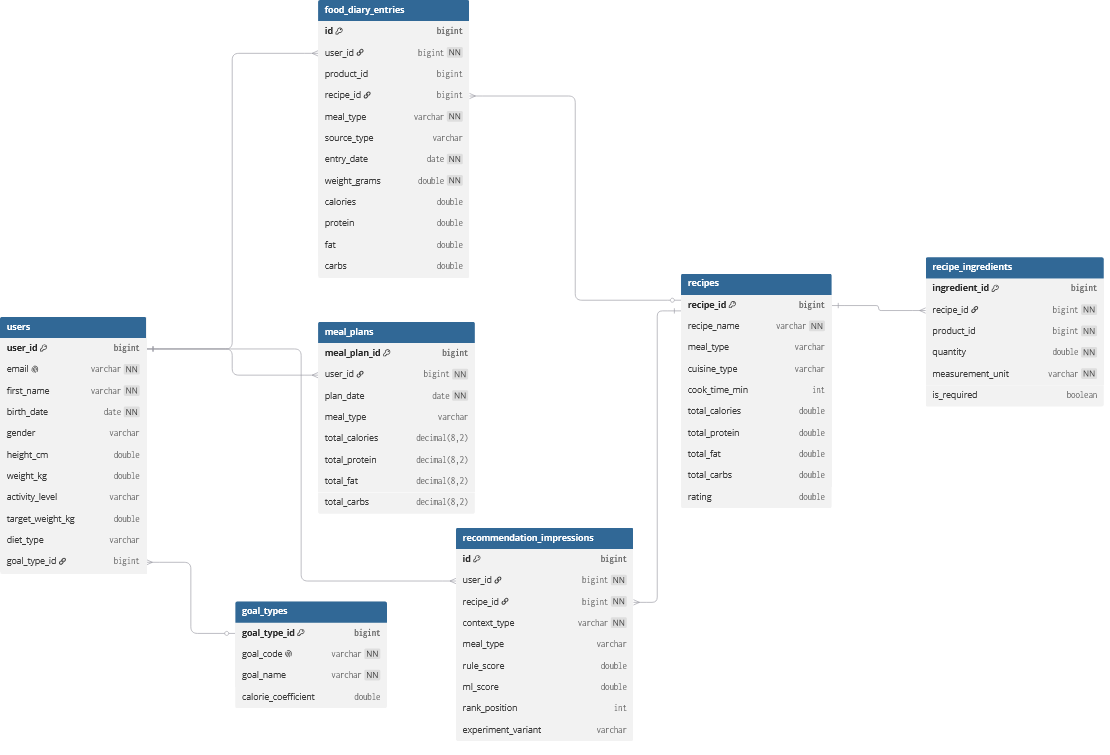 food_diary_entries
id bigint
user_id bigint NN
product_id bigint
recipe_id bigint
meal_type varchar NN
source_type varchar
entry_date date NN
weight_grams double NN
calories double
protein double
fat double
carbs double
users
user_id bigint
email varchar NN
first_name varchar NN
birth_date date NN
gender varchar
height_cm double
weight_kg double
activity_level varchar
target_weight_kg double
diet_type varchar
goal_type_id bigint
meal_plans
meal_plan_id bigint
user_id bigint NN
plan_date date NN
meal_type varchar
total_calories decimal(8,2)
total_protein decimal(8,2)
total_fat decimal(8,2)
total_carbs decimal(8,2)
recipes
recipe_id bigint
recipe_name varchar NN
meal_type varchar
cuisine_type varchar
cook_time_min int
total_calories double
total_protein double
total_fat double
total_carbs double
rating double
recipe_ingredients
ingredient_id bigint
recipe_id bigint NN
product_id bigint NN
quantity double NN
measurement_unit varchar NN
is_required boolean
goal_types
goal_type_id bigint
goal_code varchar NN
goal_name varchar NN
calorie_coefficient double
recommendation_impressions
id bigint
user_id bigint NN
recipe_id bigint NN
context_type varchar NN
meal_type varchar
rule_score double
ml_score double
rank_position int
experiment_variant varchar